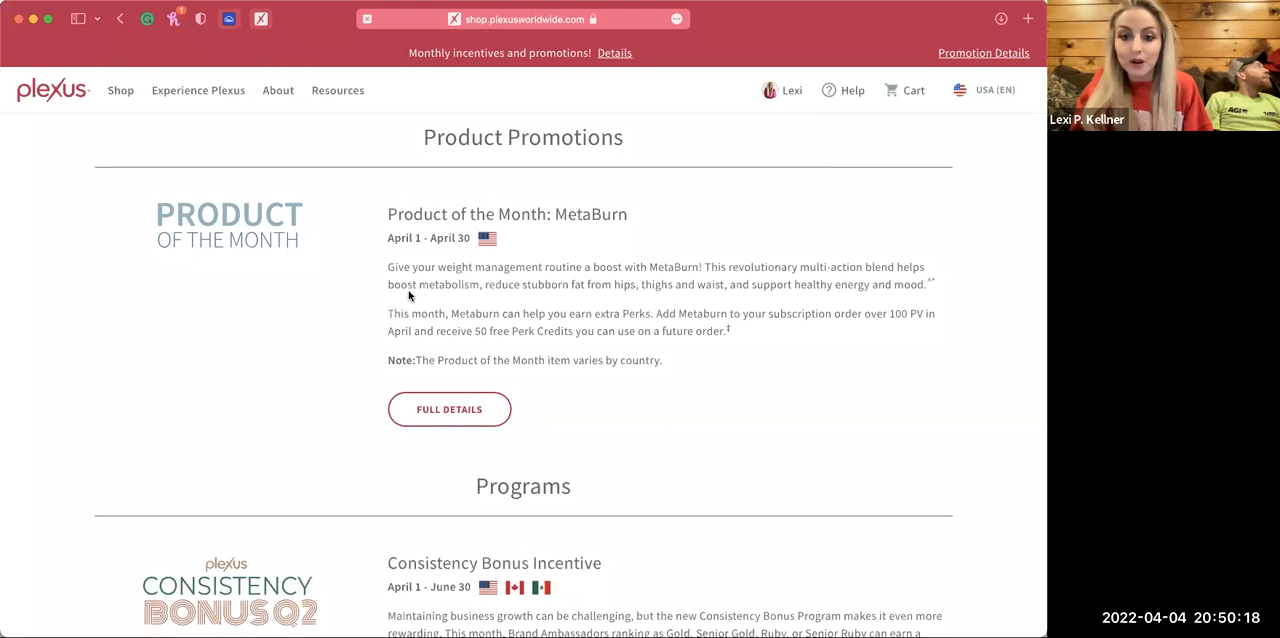 1
shop.plexusworldwide.com
Monthly incentives and promotions! Details
Promotion Details
plexus
Shop
Experience Plexus
About
Resources
Lexi
Help
Cart
USA (EN)
Product Promotions
PRODUCT
OF THE MONTH
Product of the Month: MetaBurn
April 1 - April 30
Give your weight management routine a boost with MetaBurn! This revolutionary multi-action blend helps
boost metabolism, reduce stubborn fat from hips, thighs and waist, and support healthy energy and mood.^*
This month, Metaburn can help you earn extra Perks. Add Metaburn to your subscription order over 100 PV in
April and receive 50 free Perk Credits you can use on a future order.‡
Note:The Product of the Month item varies by country.
FULL DETAILS
Programs
plexus
CONSISTENCY
BONUS Q2
Consistency Bonus Incentive
April 1 - June 30
Maintaining business growth can be challenging, but the new Consistency Bonus Program makes it even more
rewarding. This month, Brand Ambassadors ranking as Gold, Senior Gold, Ruby, or Senior Ruby can earn a
Lexi P. Kellner
2022-04-04 20:50:18